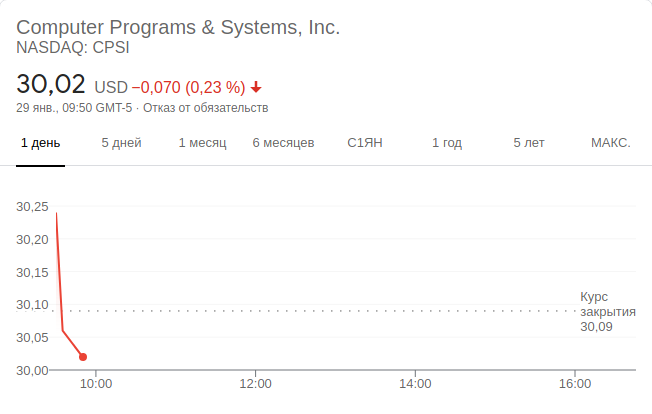 Computer Programs & Systems, Inc.
NASDAQ: CPSI
30,02 USD −0,070 (0,23 %)
29 янв., 09:50 GMT-5 · Отказ от обязательств
1 день 5 дней 1 месяц 6 месяцев С1ЯН 1 год 5 лет МАКС.
30,25
30,20
30,15
30,10
30,05
30,00
Курс
закрытия
30,09
10:00 12:00 14:00 16:00